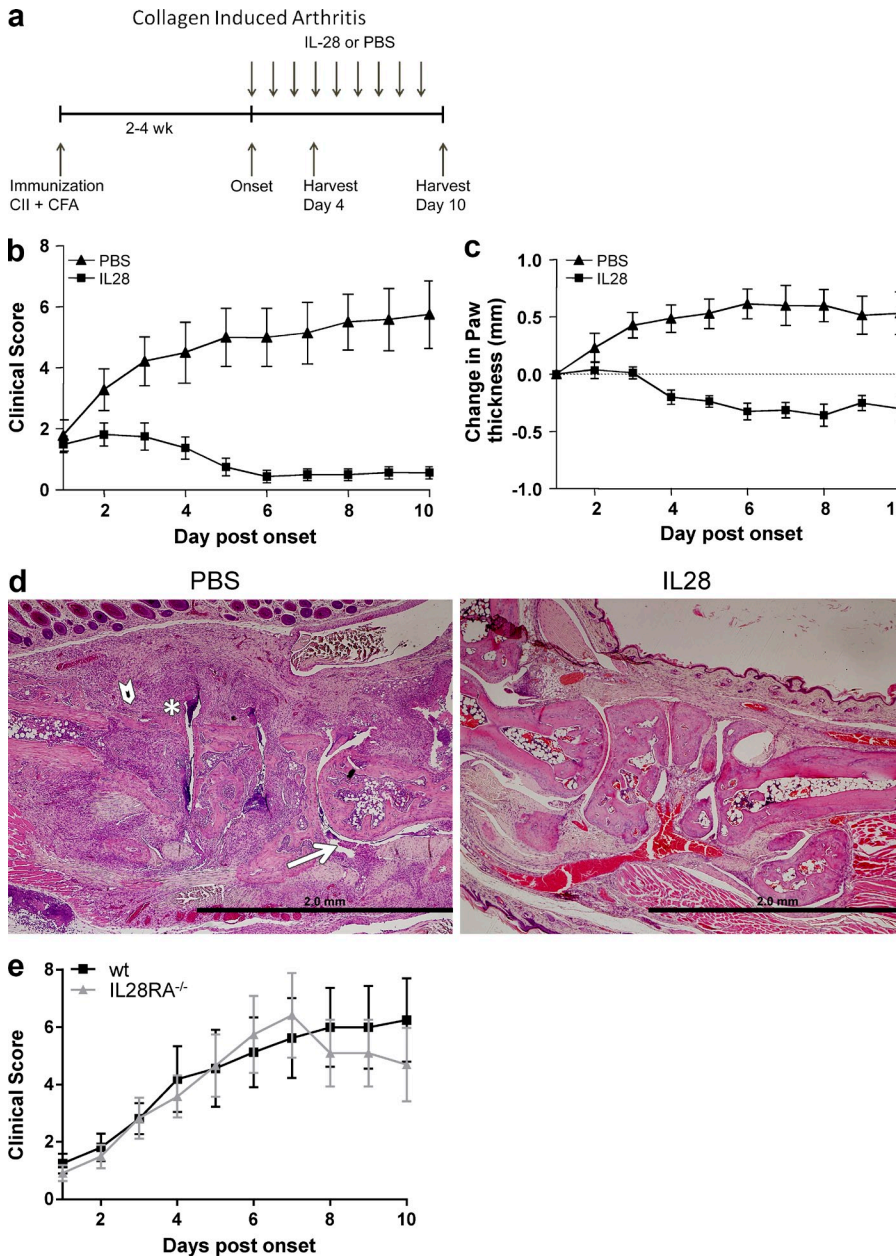 a
Collagen Induced Arthritis
IL-28 or PBS
2-4 wk
Immunization
CII + CFA
Onset
Harvest
Day 4
Harvest
Day 10
b
PBS
IL28
Clinical Score
8
6
4
2
0
2 4 6 8 10
Day post onset
c
PBS
IL28
Change in Paw
thickness (mm)
1.0
0.5
0.0
-0.5
-1.0
2 4 6 8
Day post onset
d
PBS
IL28
*
2.0 mm
2.0 mm
e
wt
IL28RA-/-
Clinical Score
8
6
4
2
0
2 4 6 8 10
Days post onset